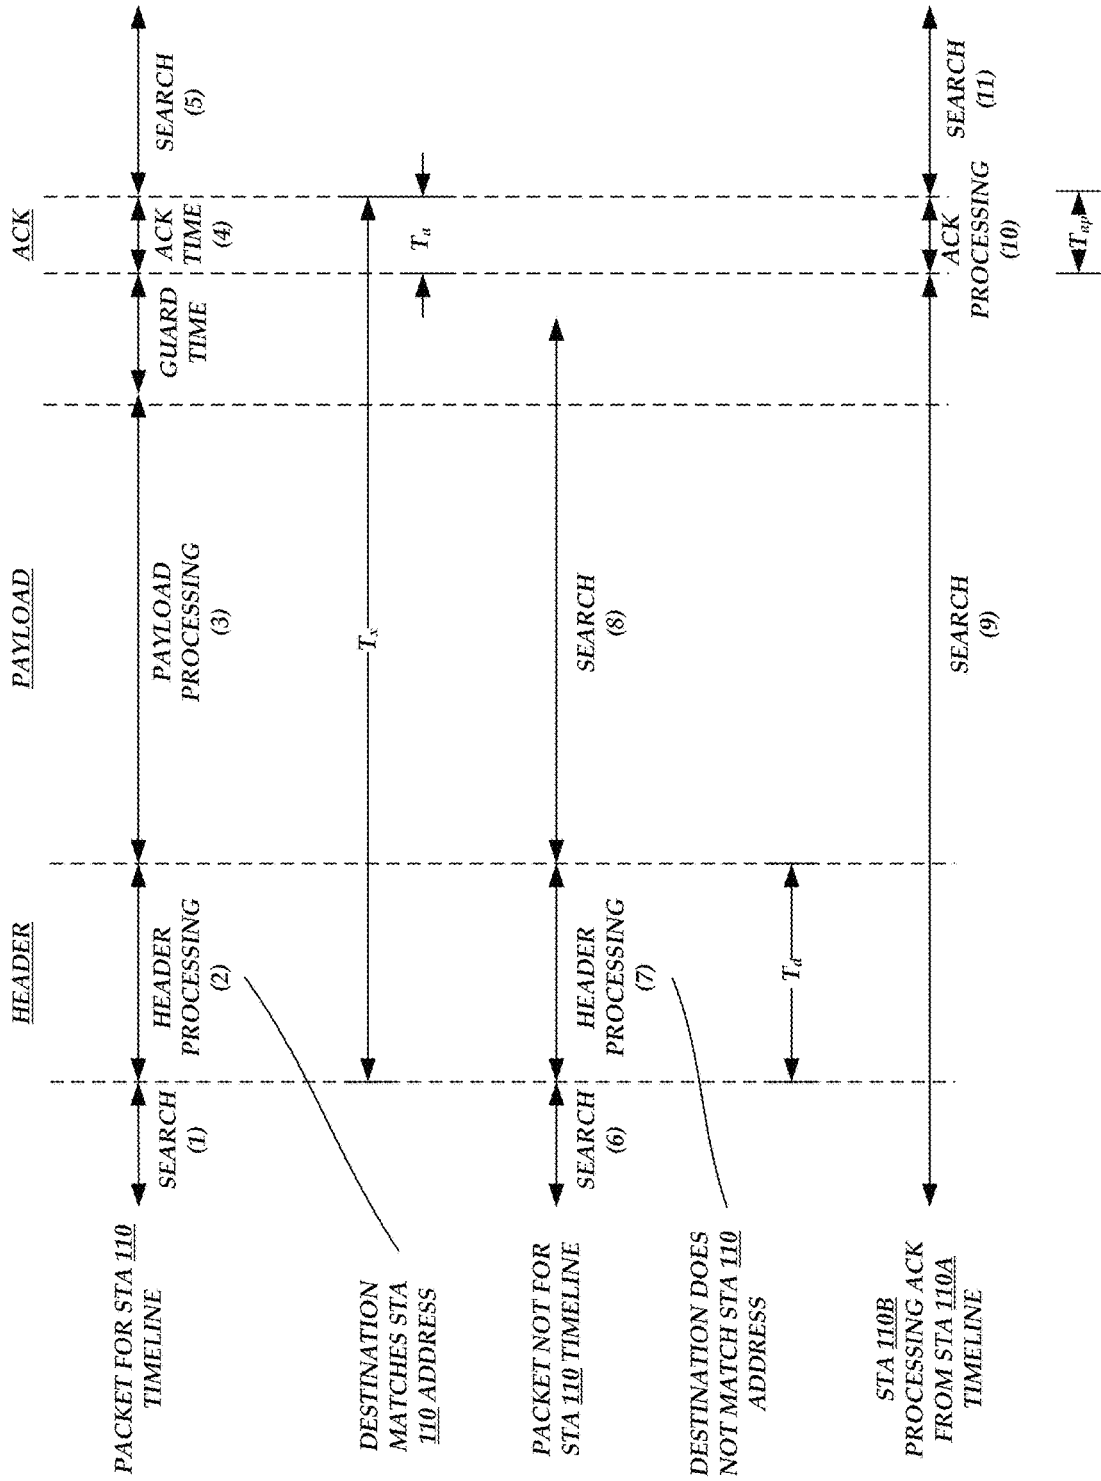 HEADER
PAYLOAD
ACK
PACKET FOR STA 110
TIMELINE
SEARCH
(1)
HEADER
PROCESSING
(2)
PAYLOAD
PROCESSING
(3)
GUARD
TIME
ACK
TIME
(4)
SEARCH
(5)
DESTINATION
MATCHES STA
110 ADDRESS
Tx
Ta
PACKET NOT FOR
STA 110 TIMELINE
SEARCH
(6)
HEADER
PROCESSING
(7)
SEARCH
(8)
DESTINATION DOES
NOT MATCH STA 110
ADDRESS
Td
STA 110B
PROCESSING ACK
FROM STA 110A
TIMELINE
SEARCH
(9)
ACK
PROCESSING
(10)
SEARCH
(11)
Tap